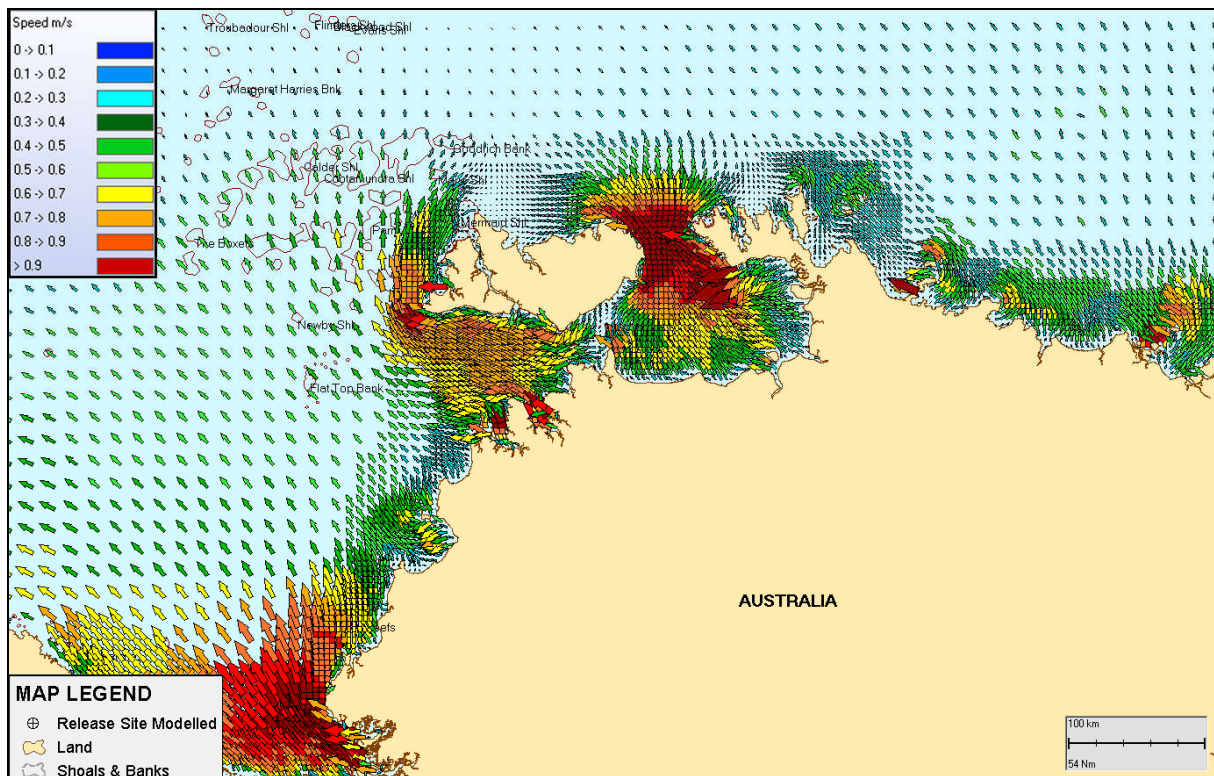 Speed m/s
0 -> 0.1
0.1 -> 0.2
0.2 -> 0.3
0.3 -> 0.4
0.4 -> 0.5
0.5 -> 0.6
0.6 -> 0.7
0.7 -> 0.8
0.8 -> 0.9
> 0.9
Troubadour Shl
Evans Shl
Margaret Harries Bnk
Goodrich Bank
Calder Shl
Cootamundra Shl
Mermaid Shl
The Boxers
Newby Shl
Flat Top Bank
AUSTRALIA
MAP LEGEND
Release Site Modelled
Land
Shoals & Banks
100 km
54 Nm